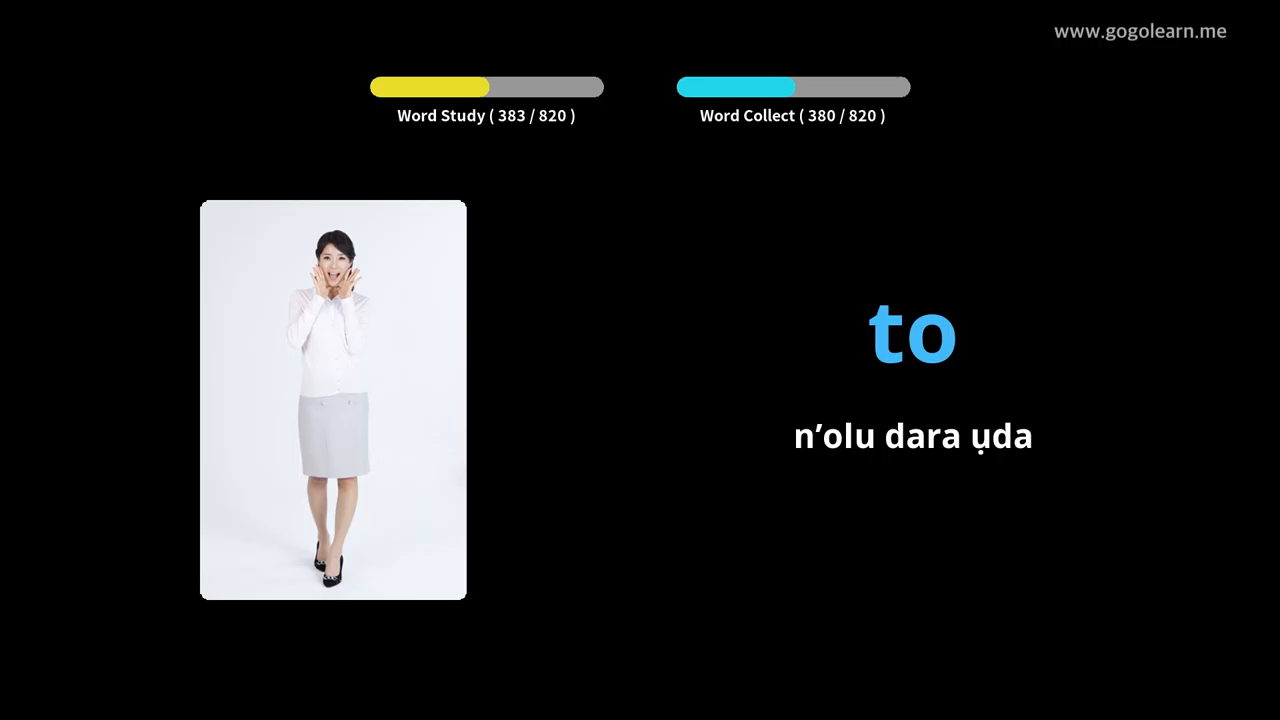 www.gogolearn.me
Word Study ( 383 / 820 )
Word Collect ( 380 / 820 )
to
n’olu dara ụda